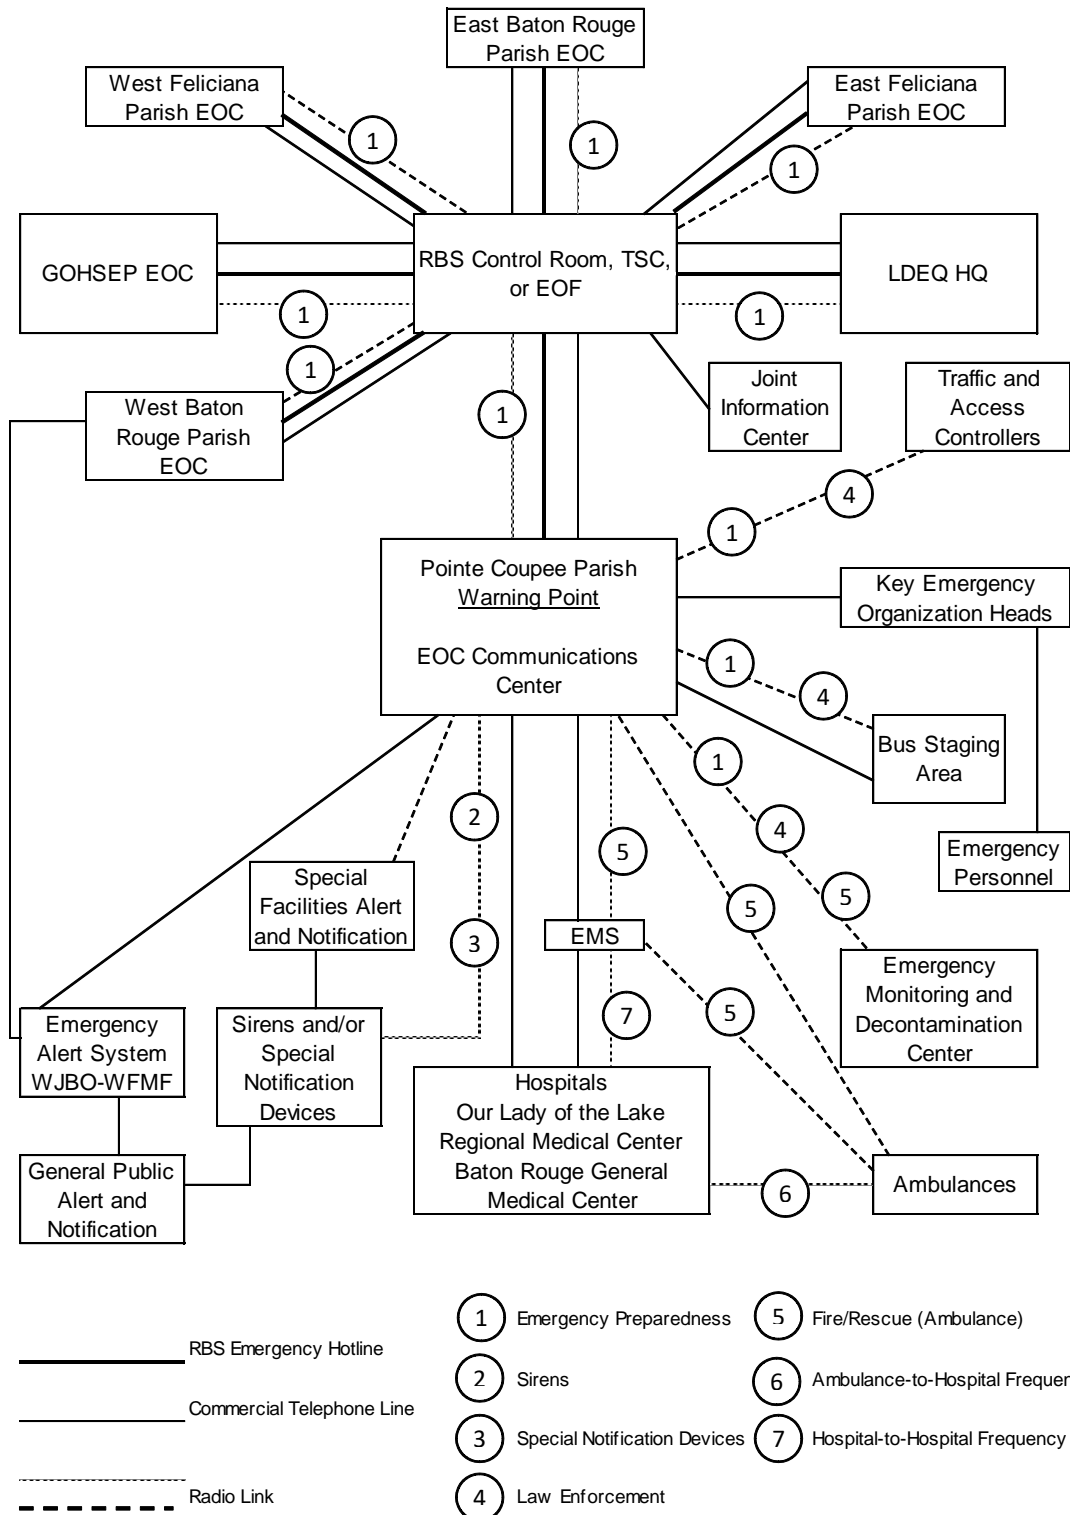 East Baton Rouge
Parish EOC
West Feliciana
Parish EOC
East Feliciana
Parish EOC
1
1
1
GOHSEP EOC
RBS Control Room, TSC,
or EOF
LDEQ HQ
1
1
1
West Baton
Rouge Parish
EOC
1
Joint
Information
Center
Traffic and
Access
Controllers
4
1
Pointe Coupee Parish
Warning Point
EOC Communications
Center
Key Emergency
Organization Heads
1
4
Bus Staging
Area
1
2
4
5
Emergency
Personnel
Special
Facilities Alert
and Notification
5
5
3
EMS
Emergency
Monitoring and
Decontamination
Center
5
7
Emergency
Alert System
WJBO-WFMF
Sirens and/or
Special
Notification
Devices
Hospitals
Our Lady of the Lake
Regional Medical Center
Baton Rouge General
Medical Center
General Public
Alert and
Notification
6
Ambulances
RBS Emergency Hotline
Commercial Telephone Line
Radio Link
1 Emergency Preparedness
2 Sirens
3 Special Notification Devices
4 Law Enforcement
5 Fire/Rescue (Ambulance)
6 Ambulance-to-Hospital Frequen
7 Hospital-to-Hospital Frequency